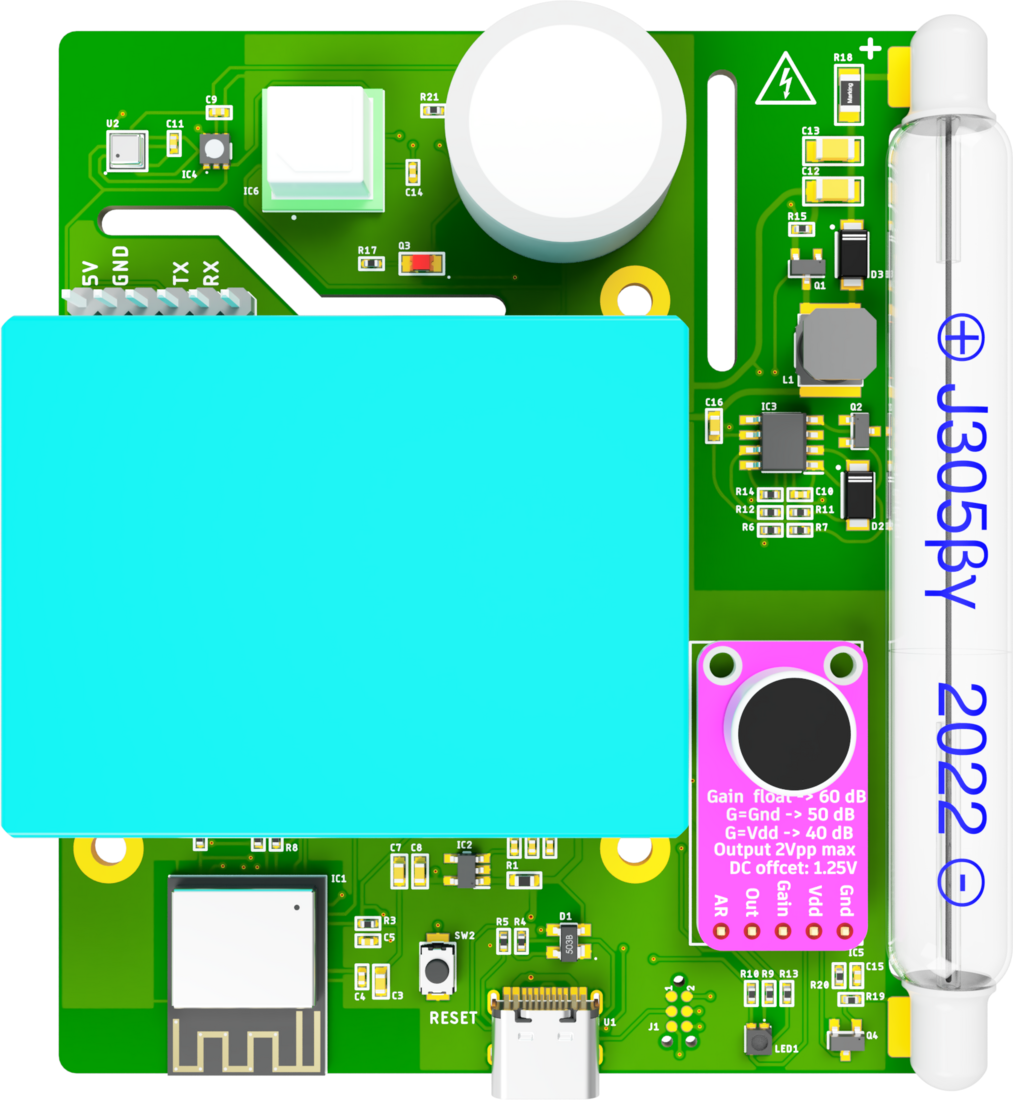 R18
+
R21
C9
U2
C11
C13
IC4
C12
IC6
C14
R15
R17
Q3
D3
Q1
5V
GND
TX
RX
L1
C16
IC3
Q2
R14
C10
R12
R11
R6
R7
D2
⊕ J305βγ 2022 ⊖
Gain float -> 60 dB
G=Gnd -> 50 dB
G=Vdd -> 40 dB
Output 2Vpp max
DC offcet: 1.25V
AR
Out
Gain
Vdd
Gnd
R8
C7
C8
IC2
R1
IC1
R3
C5
SW2
R5
R4
D1
503B
C4
C3
RESET
U1
J1
1
2
R10
R9
R13
IC5
C15
R20
R19
LED1
Q4